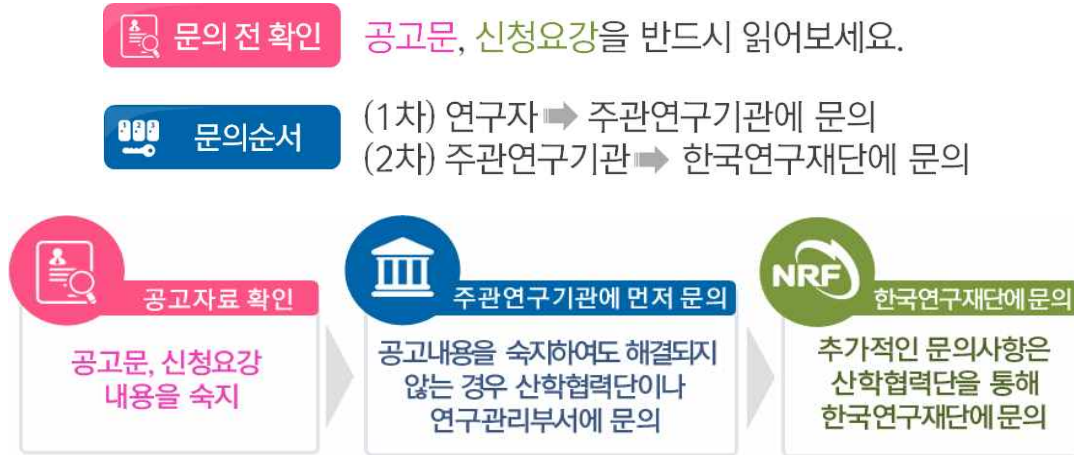 문의 전 확인 공고문, 신청요강을 반드시 읽어보세요.
문의순서 (1차) 연구자 ➡ 주관연구기관에 문의
(2차) 주관연구기관 ➡ 한국연구재단에 문의
공고자료 확인
공고문, 신청요강
내용을 숙지
주관연구기관에 먼저 문의
공고내용을 숙지하여도 해결되지
않는 경우 산학협력단이나
연구관리부서에 문의
NRF
한국연구재단에 문의
추가적인 문의사항은
산학협력단을 통해
한국연구재단에 문의